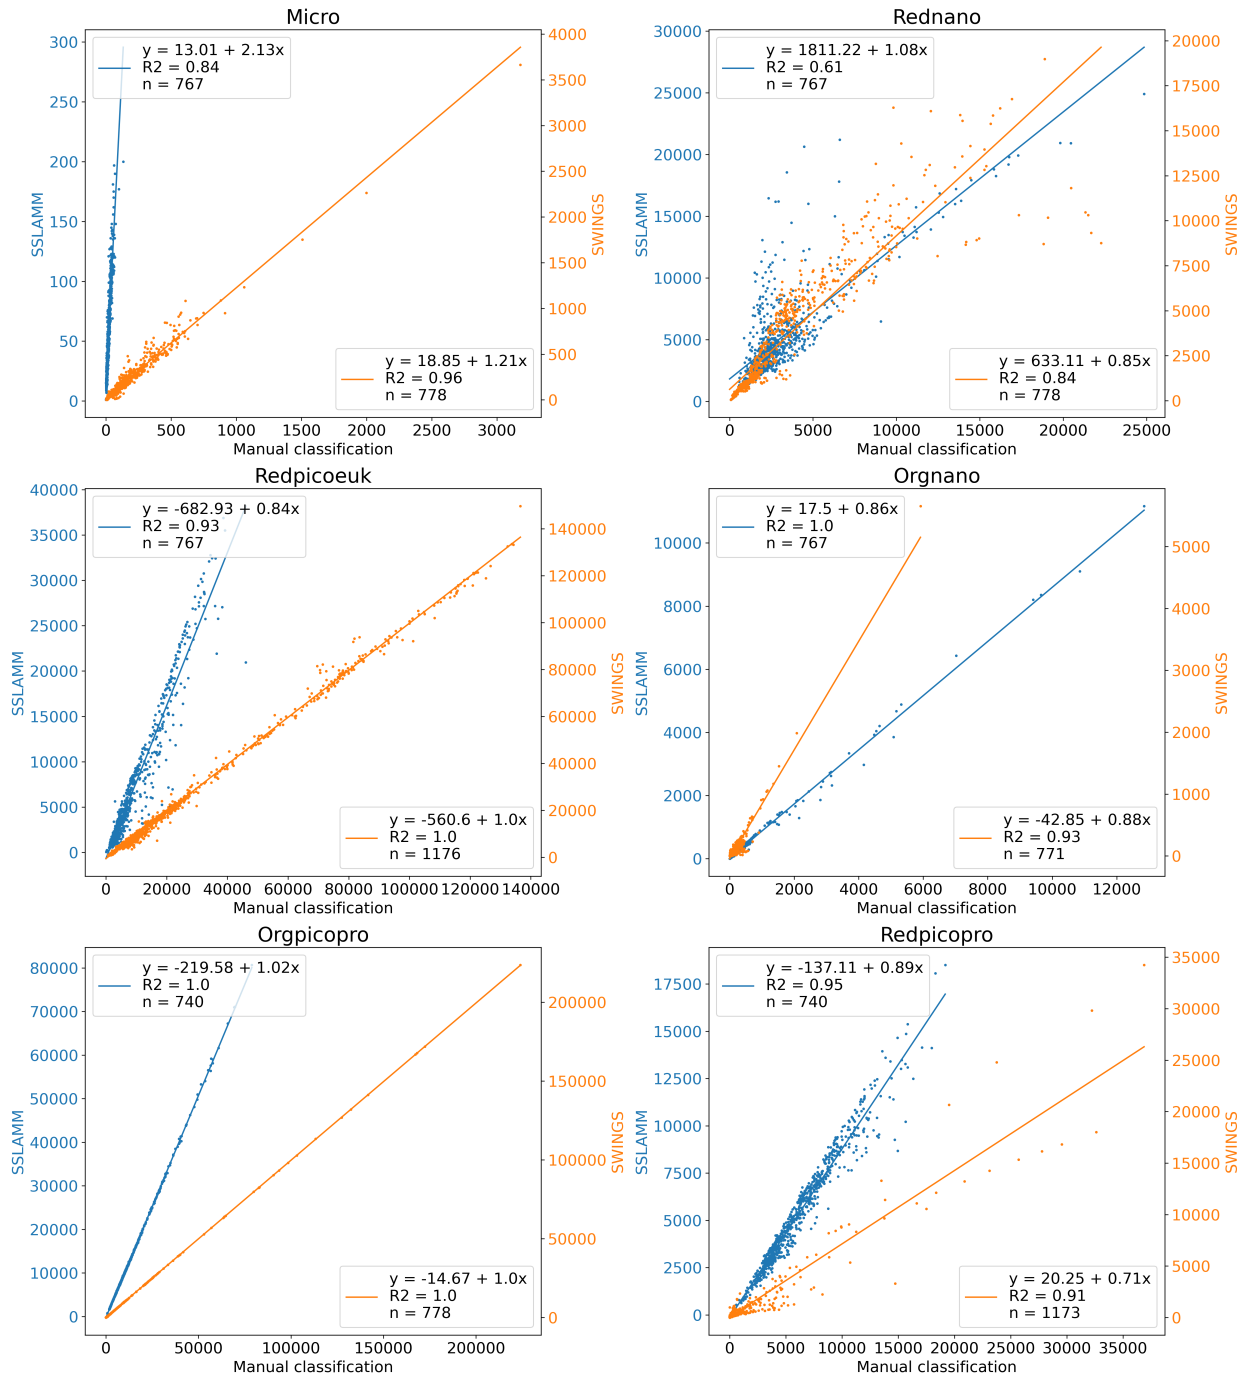 Micro
y = 13.01 + 2.13x
R2 = 0.84
n = 767
y = 18.85 + 1.21x
R2 = 0.96
n = 778
SSLAMM
0
50
100
150
200
250
300
SWINGS
0
500
1000
1500
2000
2500
3000
3500
4000
0 500 1000 1500 2000 2500 3000
Manual classification
Rednano
y = 1811.22 + 1.08x
R2 = 0.61
n = 767
y = 633.11 + 0.85x
R2 = 0.84
n = 778
SSLAMM
0
5000
10000
15000
20000
25000
30000
SWINGS
0
2500
5000
7500
10000
12500
15000
17500
20000
0 5000 10000 15000 20000 25000
Manual classification
Redpicoeuk
y = -682.93 + 0.84x
R2 = 0.93
n = 767
y = -560.6 + 1.0x
R2 = 1.0
n = 1176
SSLAMM
0
5000
10000
15000
20000
25000
30000
35000
40000
SWINGS
0
20000
40000
60000
80000
100000
120000
140000
0 20000 40000 60000 80000 100000 120000 140000
Manual classification
Orgnano
y = 17.5 + 0.86x
R2 = 1.0
n = 767
y = -42.85 + 0.88x
R2 = 0.93
n = 771
SSLAMM
0
2000
4000
6000
8000
10000
SWINGS
0
1000
2000
3000
4000
5000
0 2000 4000 6000 8000 10000 12000
Manual classification
Orgpicopro
y = -219.58 + 1.02x
R2 = 1.0
n = 740
y = -14.67 + 1.0x
R2 = 1.0
n = 778
SSLAMM
0
10000
20000
30000
40000
50000
60000
70000
80000
SWINGS
0
50000
100000
150000
200000
0 50000 100000 150000 200000
Manual classification
Redpicopro
y = -137.11 + 0.89x
R2 = 0.95
n = 740
y = 20.25 + 0.71x
R2 = 0.91
n = 1173
SSLAMM
0
2500
5000
7500
10000
12500
15000
17500
SWINGS
0
5000
10000
15000
20000
25000
30000
35000
0 5000 10000 15000 20000 25000 30000 35000
Manual classification